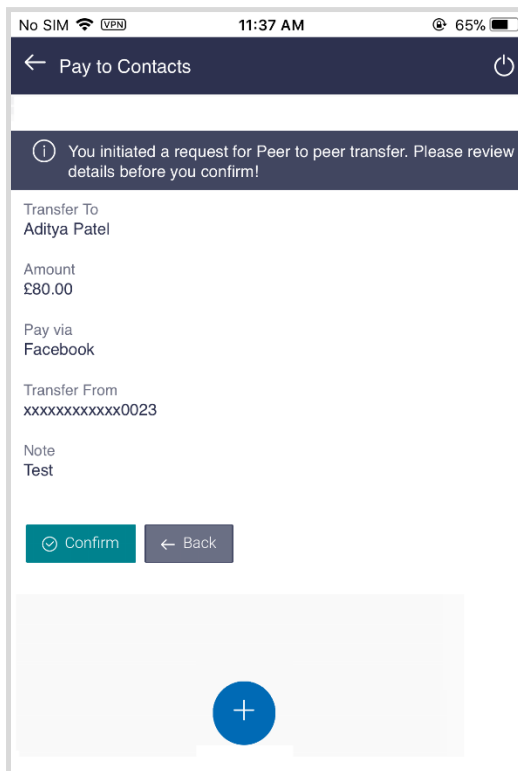 No SIM VPN 11:37 AM 65%
← Pay to Contacts
You initiated a request for Peer to peer transfer. Please review
details before you confirm!
Transfer To
Aditya Patel
Amount
£80.00
Pay via
Facebook
Transfer From
xxxxxxxxxxxx0023
Note
Test
Confirm ← Back